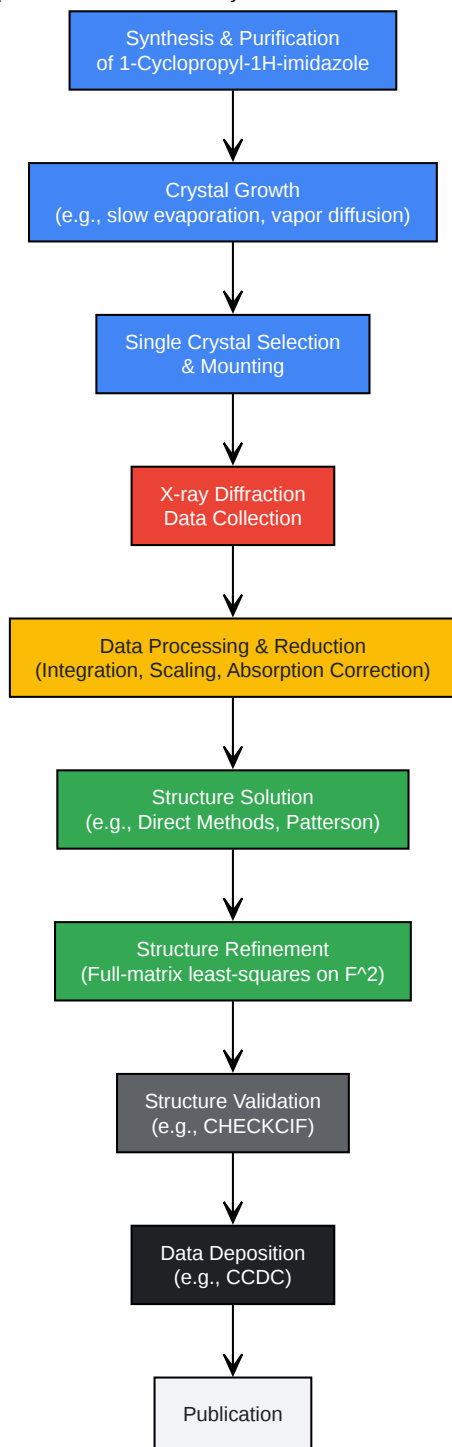 Synthesis & Purification
of 1-Cyclopropyl-1H-imidazole
Crystal Growth
(e.g., slow evaporation, vapor diffusion)
Single Crystal Selection
& Mounting
X-ray Diffraction
Data Collection
Data Processing & Reduction
(Integration, Scaling, Absorption Correction)
Structure Solution
(e.g., Direct Methods, Patterson)
Structure Refinement
(Full-matrix least-squares on F^2)
Structure Validation
(e.g., CHECKCIF)
Data Deposition
(e.g., CCDC)
Publication